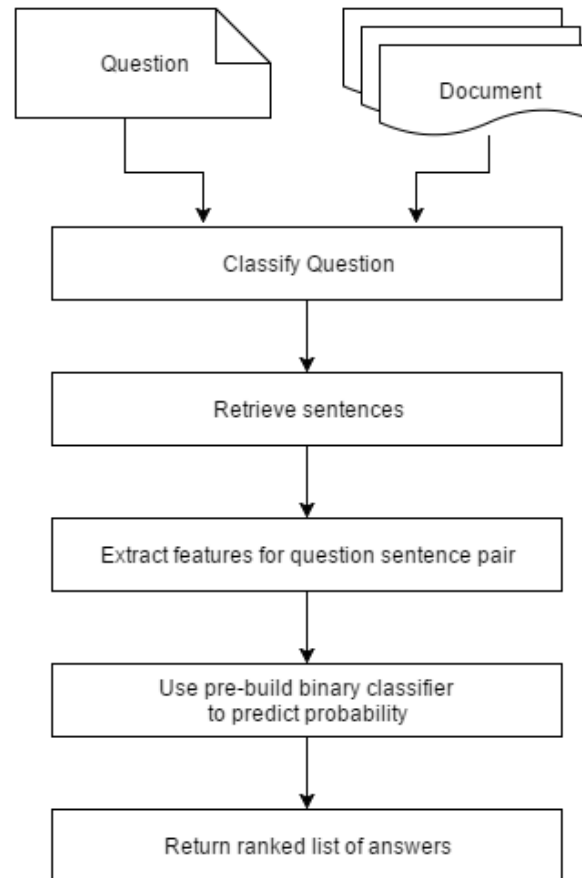 Question
Document
Classify Question
Retrieve sentences
Extract features for question sentence pair
Use pre-build binary classifier
to predict probability
Return ranked list of answers